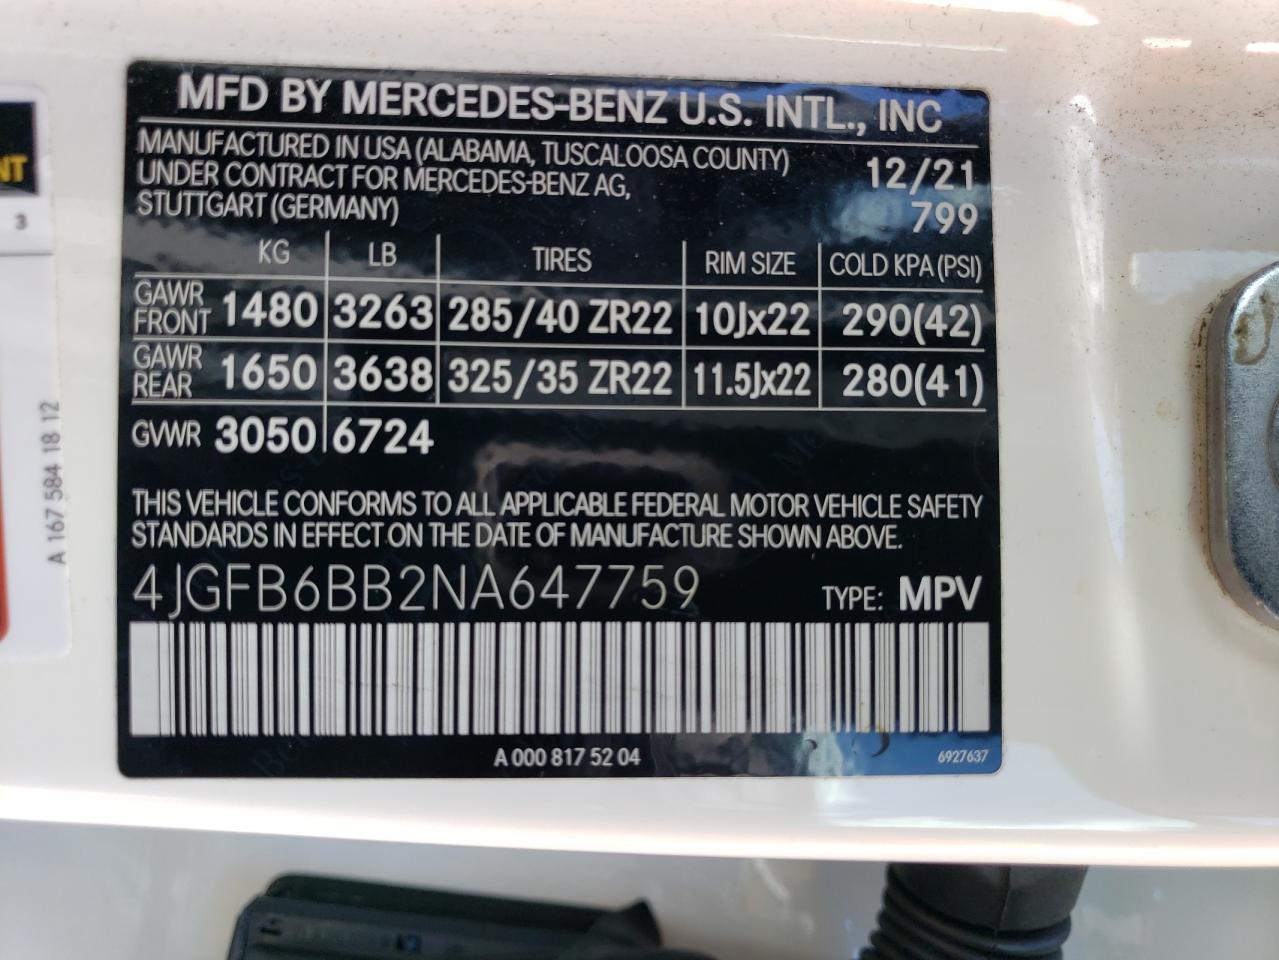 MFD BY MERCEDES-BENZ U.S. INTL., INC
MANUFACTURED IN USA (ALABAMA, TUSCALOOSA COUNTY) 12/21
UNDER CONTRACT FOR MERCEDES-BENZ AG,
STUTTGART (GERMANY) 799
KG LB TIRES RIM SIZE COLD KPA (PSI)
GAWR FRONT 1480 3263 285/40 ZR22 10Jx22 290(42)
GAWR REAR 1650 3638 325/35 ZR22 11.5Jx22 280(41)
GVWR 3050 6724
THIS VEHICLE CONFORMS TO ALL APPLICABLE FEDERAL MOTOR VEHICLE SAFETY
STANDARDS IN EFFECT ON THE DATE OF MANUFACTURE SHOWN ABOVE.
4JGFB6BB2NA647759 TYPE: MPV
A 000 817 52 04 6927637
NT
3
A 167 584 18 12